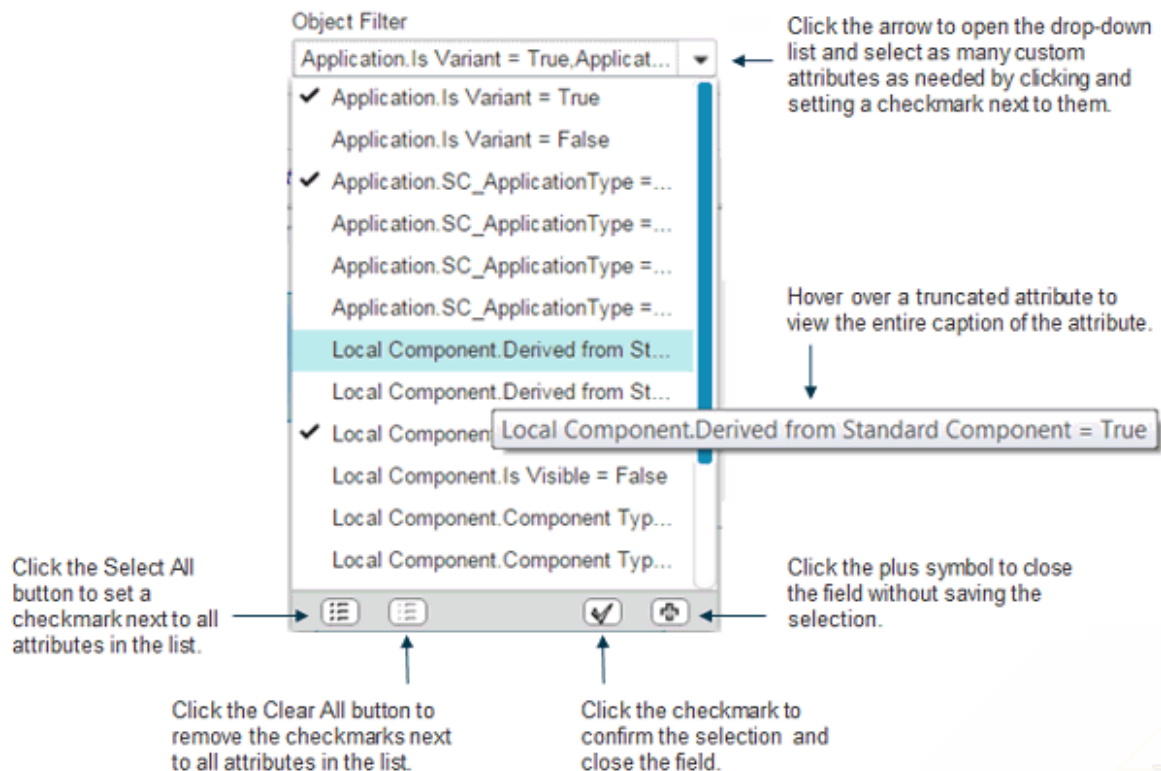 Object Filter
Application.Is Variant = True,Applicat...
Click the arrow to open the drop-down
list and select as many custom
attributes as needed by clicking and
setting a checkmark next to them.
Application.Is Variant = True
Application.Is Variant = False
Application.SC_ApplicationType =...
Application.SC_ApplicationType =...
Application.SC_ApplicationType =...
Application.SC_ApplicationType =...
Hover over a truncated attribute to
view the entire caption of the attribute.
Local Component.Derived from St...
Local Component.Derived from St...
Local Component
Local Component.Derived from Standard Component = True
Local Component.Is Visible = False
Local Component.Component Typ...
Local Component.Component Typ...
Click the Select All
button to set a
checkmark next to all
attributes in the list.
Click the plus symbol to close
the field without saving the
selection.
Click the Clear All button to
remove the checkmarks next
to all attributes in the list.
Click the checkmark to
confirm the selection and
close the field.